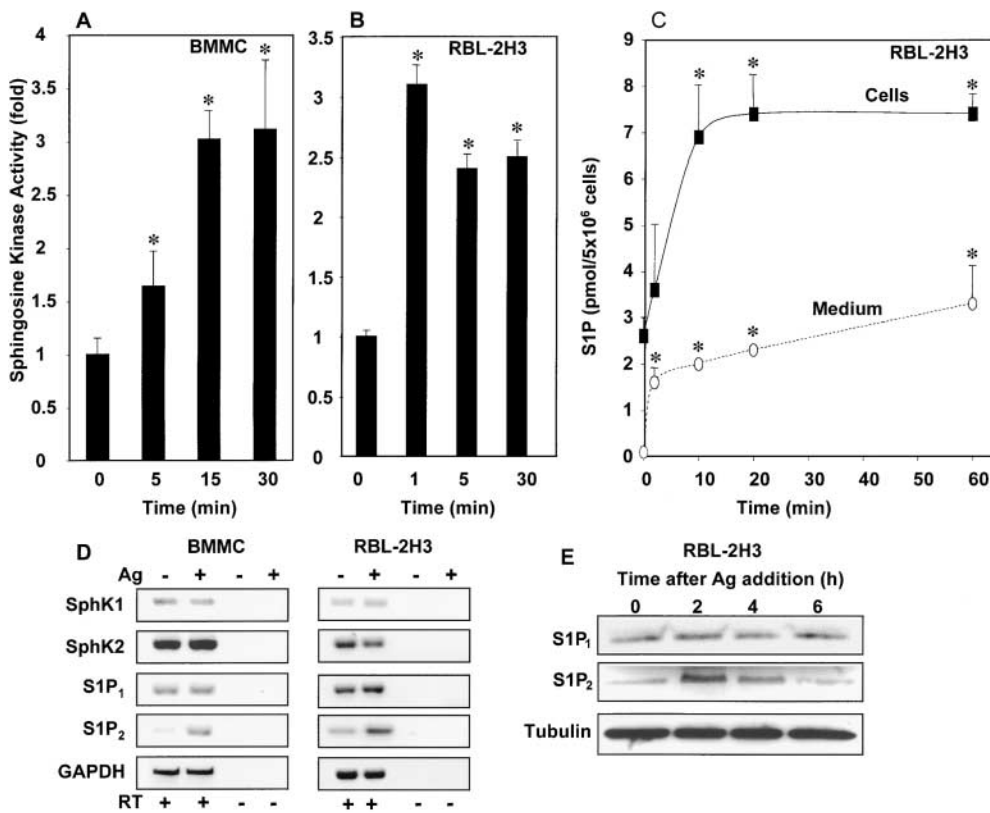 A
BMMC
Sphingosine Kinase Activity (fold)
4
3.5
3
2.5
2
1.5
1
0.5
0
*
*
*
0 5 15 30
Time (min)
B
RBL-2H3
3.5
3
2.5
2
1.5
1
0.5
0
*
*
*
0 1 5 30
Time (min)
C
RBL-2H3
S1P (pmol/5x10⁶ cells)
9
8
7
6
5
4
3
2
1
0
Cells
* * *
Medium
* * * *
0 10 20 30 40 50 60
Time (min)
D
BMMC RBL-2H3
Ag - + - + - + - +
SphK1
SphK2
S1P₁
S1P₂
GAPDH
RT + + - - + + - -
E
RBL-2H3
Time after Ag addition (h)
0 2 4 6
S1P₁
S1P₂
Tubulin